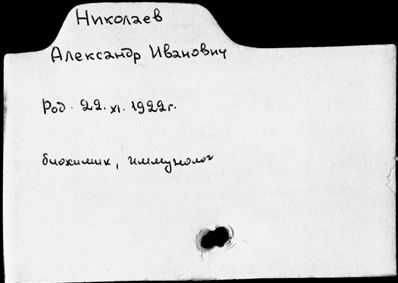 Николаев
Александр Иванович
Род. 22.XI.1922г.
биохимик, иммунолог